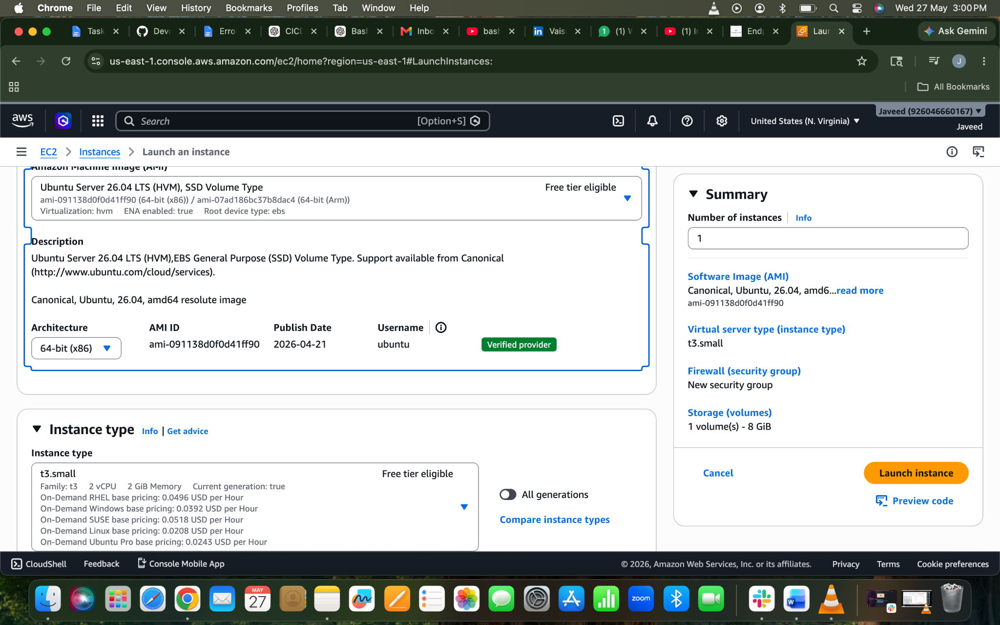 Chrome File Edit View History Bookmarks Profiles Tab Window Help Wed 27 May 3:00 PM
Task Dev Erro CICD Bash Inbo bash Vais (1) W (1) Ir Endp Laun Ask Gemini
us-east-1.console.aws.amazon.com/ec2/home?region=us-east-1#LaunchInstances:
J
All Bookmarks
aws Search [Option+S] United States (N. Virginia) Javeed (926046660167)
Javeed
EC2 Instances Launch an instance
Amazon Machine Image (AMI)
Ubuntu Server 26.04 LTS (HVM), SSD Volume Type Free tier eligible
ami-091138d0f0d41ff90 (64-bit (x86)) / ami-07ad186bc37b8dac4 (64-bit (Arm))
Virtualization: hvm ENA enabled: true Root device type: ebs
Description
Ubuntu Server 26.04 LTS (HVM),EBS General Purpose (SSD) Volume Type. Support available from Canonical
(http://www.ubuntu.com/cloud/services).
Canonical, Ubuntu, 26.04, amd64 resolute image
Architecture AMI ID Publish Date Username
64-bit (x86) ami-091138d0f0d41ff90 2026-04-21 ubuntu Verified provider
Instance type Info | Get advice
Instance type
t3.small Free tier eligible
Family: t3 2 vCPU 2 GiB Memory Current generation: true
On-Demand RHEL base pricing: 0.0496 USD per Hour
On-Demand Windows base pricing: 0.0392 USD per Hour
On-Demand SUSE base pricing: 0.0518 USD per Hour
On-Demand Linux base pricing: 0.0208 USD per Hour
On-Demand Ubuntu Pro base pricing: 0.0243 USD per Hour
All generations
Compare instance types
Summary
Number of instances Info
1
Software Image (AMI)
Canonical, Ubuntu, 26.04, amd6...read more
ami-091138d0f0d41ff90
Virtual server type (instance type)
t3.small
Firewall (security group)
New security group
Storage (volumes)
1 volume(s) - 8 GiB
Cancel Launch instance
Preview code
CloudShell Feedback Console Mobile App © 2026, Amazon Web Services, Inc. or its affiliates. Privacy Terms Cookie preferences
MAY
27
zoom
W